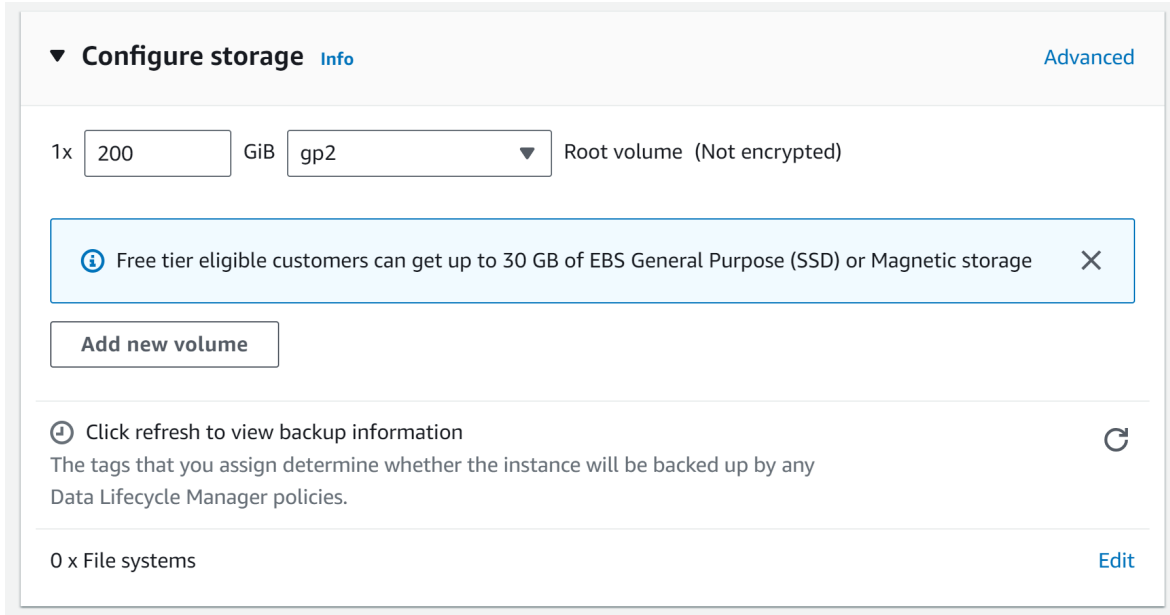 Configure storage Info Advanced
1x 200 GiB gp2 Root volume (Not encrypted)
Free tier eligible customers can get up to 30 GB of EBS General Purpose (SSD) or Magnetic storage
Add new volume
Click refresh to view backup information
The tags that you assign determine whether the instance will be backed up by any
Data Lifecycle Manager policies.
0 x File systems Edit